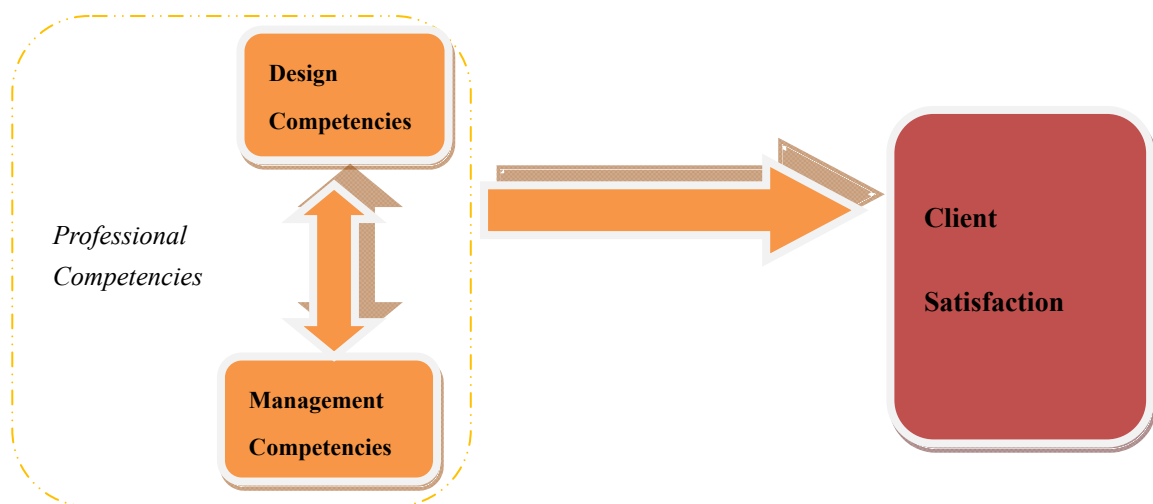 Design
Competencies
Professional
Competencies
Management
Competencies
Client
Satisfaction